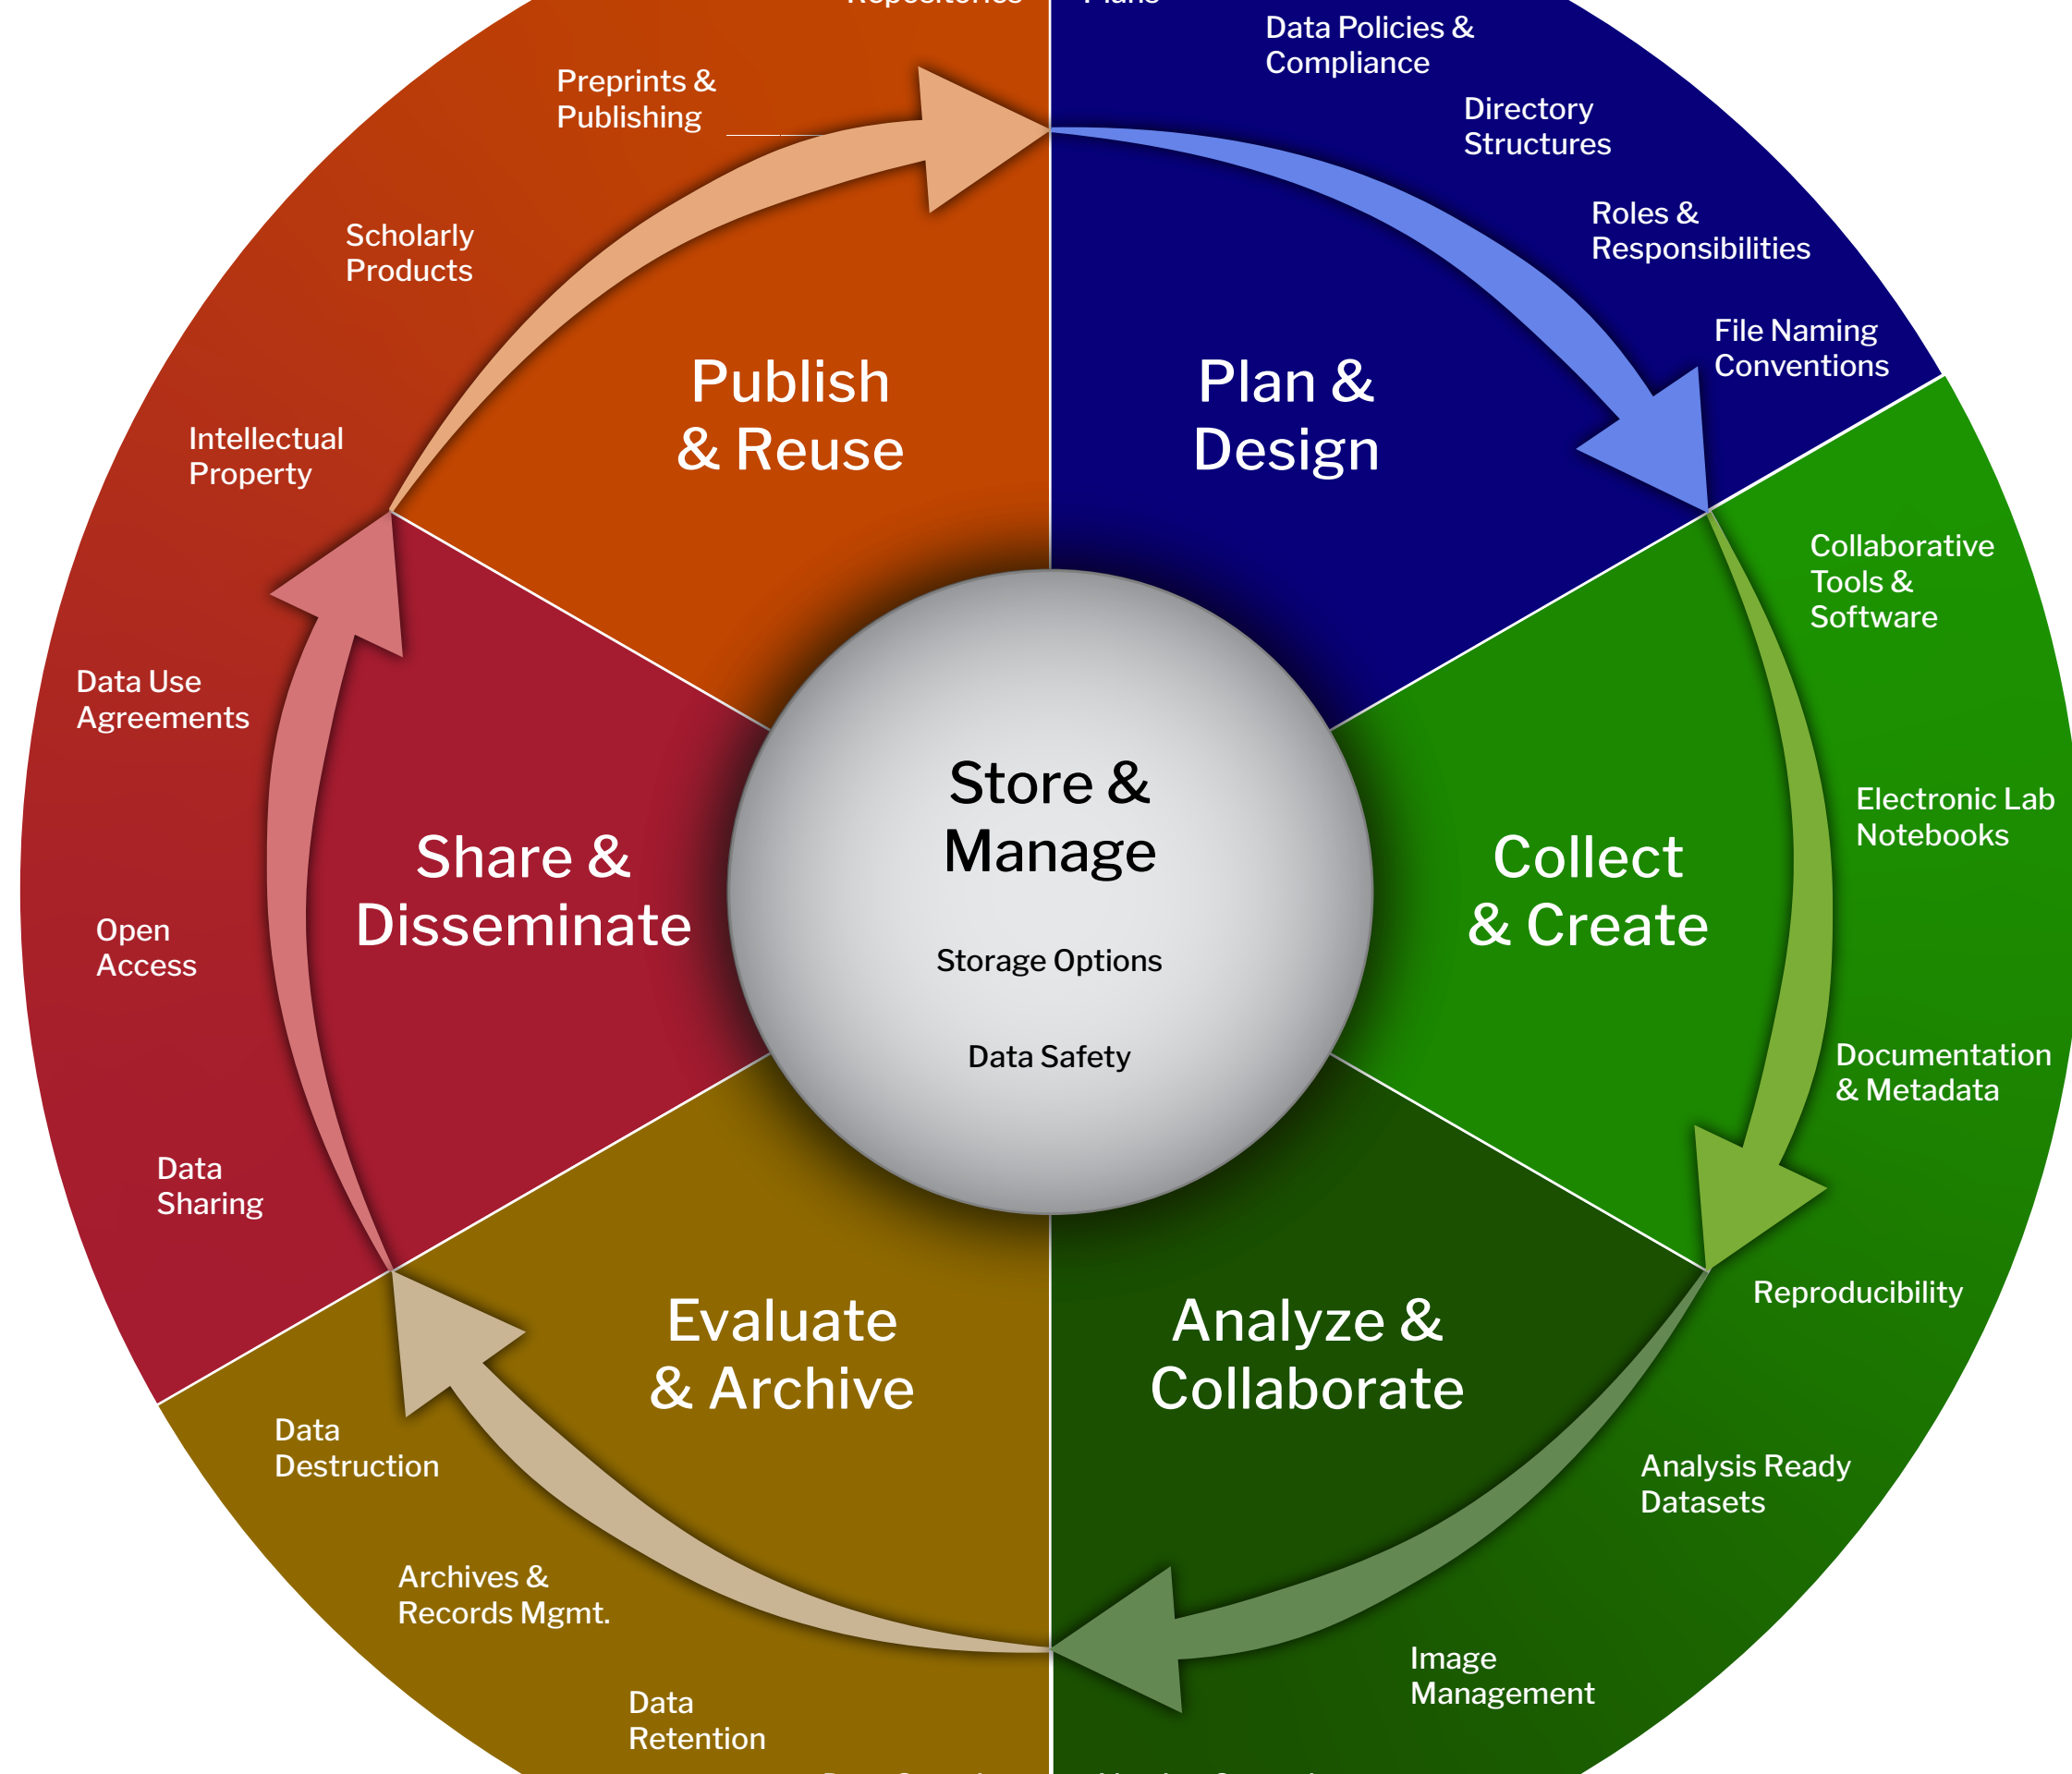 Repositories
Plans
Data Policies &
Compliance
Directory
Structures
Roles &
Responsibilities
File Naming
Conventions
Plan &
Design
Collaborative
Tools &
Software
Electronic Lab
Notebooks
Documentation
& Metadata
Collect
& Create
Reproducibility
Analysis Ready
Datasets
Image
Management
Analyze &
Collaborate
Data
Retention
Archives &
Records Mgmt.
Data
Destruction
Evaluate
& Archive
Data
Sharing
Open
Access
Data Use
Agreements
Share &
Disseminate
Intellectual
Property
Scholarly
Products
Preprints &
Publishing
Publish
& Reuse
Store &
Manage
Storage Options
Data Safety